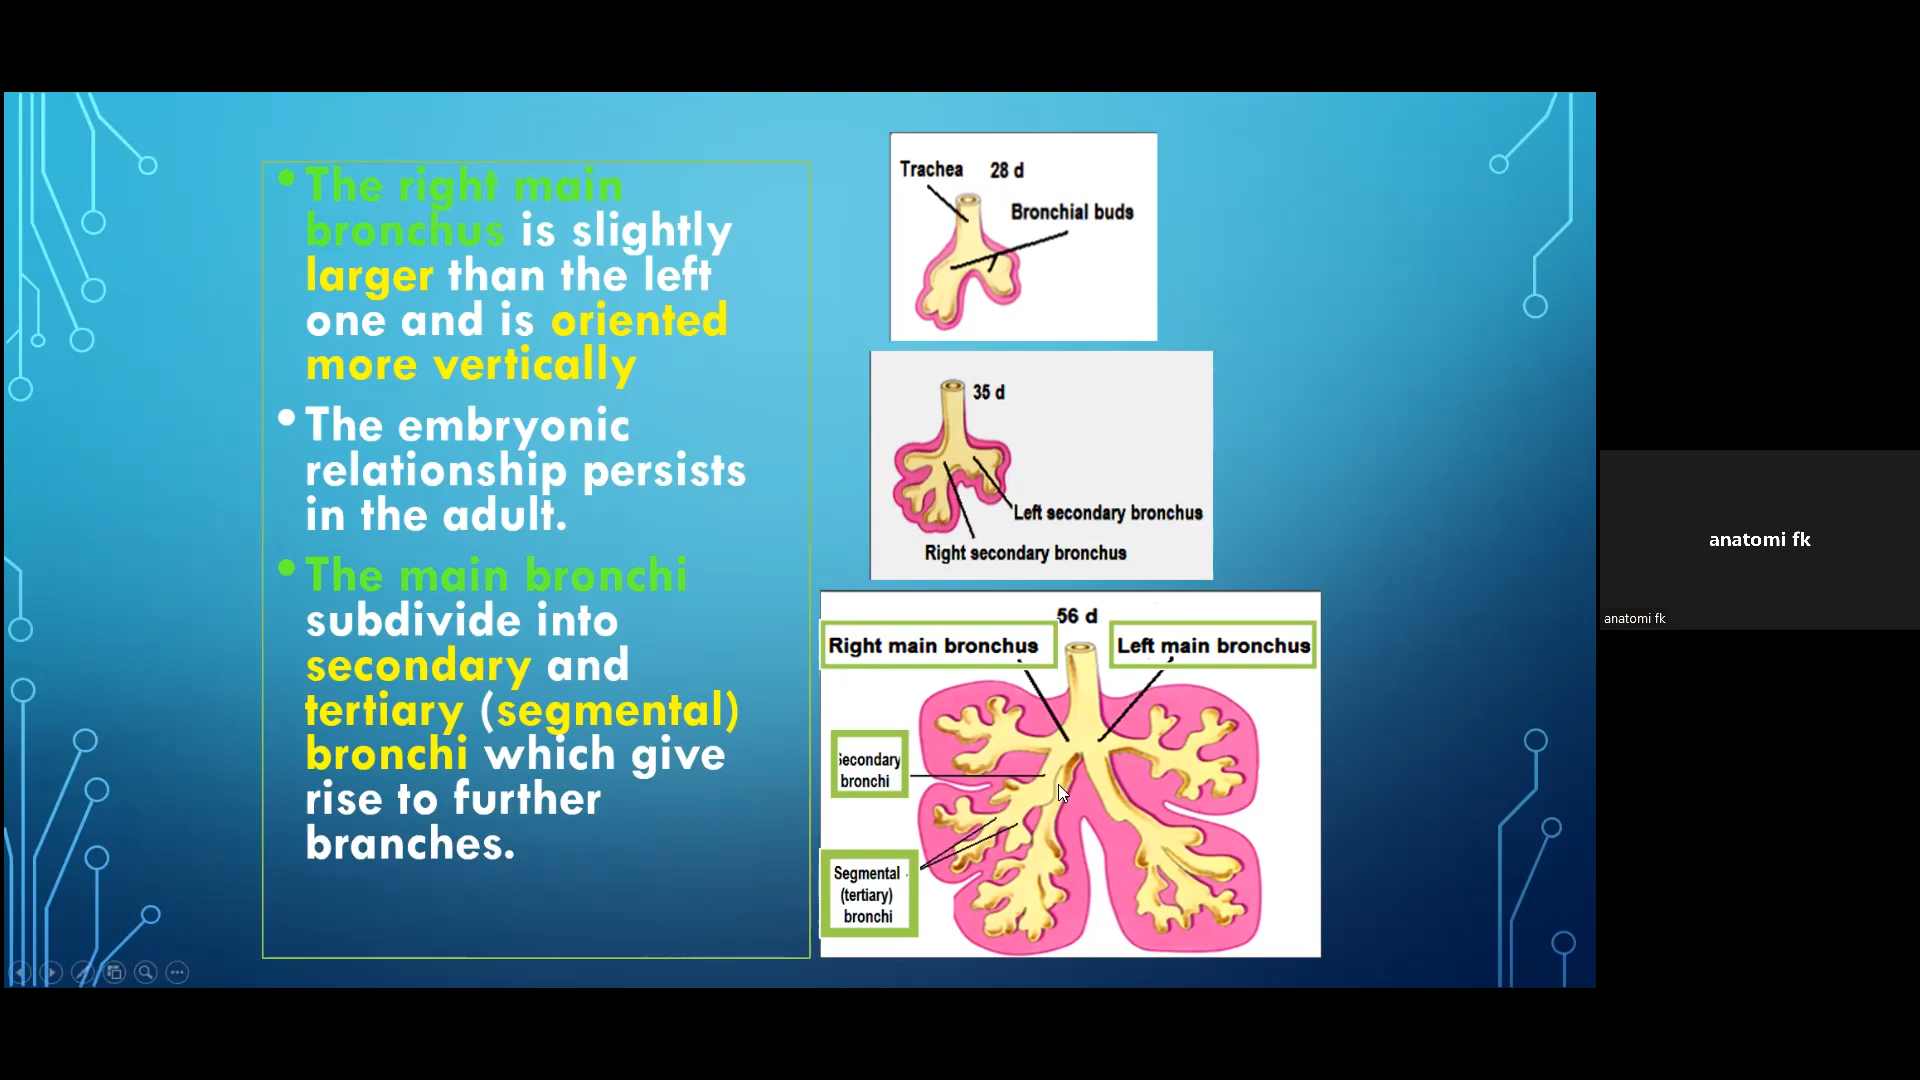 • The right main
bronchus is slightly
larger than the left
one and is oriented
more vertically
• The embryonic
relationship persists
in the adult.
• The main bronchi
subdivide into
secondary and
tertiary (segmental)
bronchi which give
rise to further
branches.
Trachea 28 d
Bronchial buds
35 d
Left secondary bronchus
Right secondary bronchus
56 d
Right main bronchus
Left main bronchus
Secondary
bronchi
Segmental
(tertiary)
bronchi
anatomi fk
anatomi fk